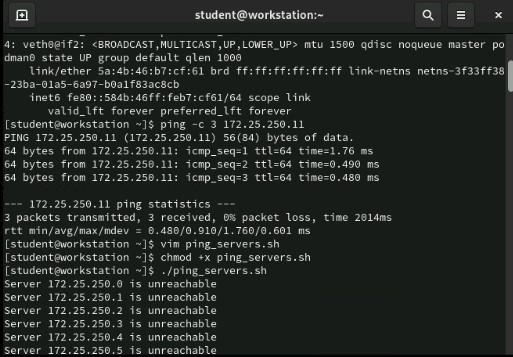 student@workstation:~
4: veth0@if2: <BROADCAST,MULTICAST,UP,LOWER_UP> mtu 1500 qdisc noqueue master po
dman0 state UP group default qlen 1000
    link/ether 5a:4b:46:b7:cf:61 brd ff:ff:ff:ff:ff:ff link-netns netns-3f33ff38
-23ba-01a5-6a97-b0a1f83ac8cb
    inet6 fe80::584b:46ff:feb7:cf61/64 scope link
       valid_lft forever preferred_lft forever
[student@workstation ~]$ ping -c 3 172.25.250.11
PING 172.25.250.11 (172.25.250.11) 56(84) bytes of data.
64 bytes from 172.25.250.11: icmp_seq=1 ttl=64 time=1.76 ms
64 bytes from 172.25.250.11: icmp_seq=2 ttl=64 time=0.490 ms
64 bytes from 172.25.250.11: icmp_seq=3 ttl=64 time=0.480 ms

--- 172.25.250.11 ping statistics ---
3 packets transmitted, 3 received, 0% packet loss, time 2014ms
rtt min/avg/max/mdev = 0.480/0.910/1.760/0.601 ms
[student@workstation ~]$ vim ping_servers.sh
[student@workstation ~]$ chmod +x ping_servers.sh
[student@workstation ~]$ ./ping_servers.sh
Server 172.25.250.0 is unreachable
Server 172.25.250.1 is unreachable
Server 172.25.250.2 is unreachable
Server 172.25.250.3 is unreachable
Server 172.25.250.4 is unreachable
Server 172.25.250.5 is unreachable